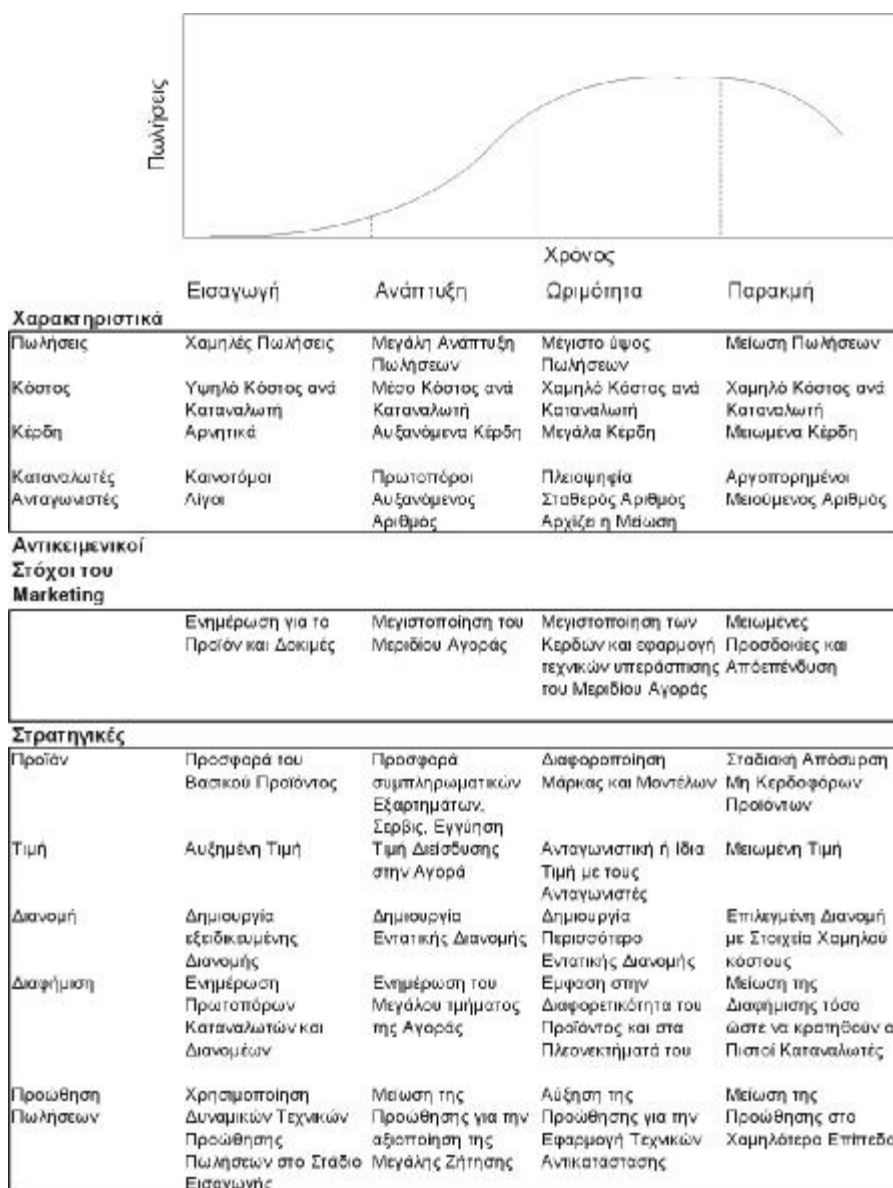 Πωλήσεις
Χρόνος
Εισαγωγή Ανάπτυξη Ωριμότητα Παρακμή
Χαρακτηριστικά
Πωλήσεις Χαμηλές Πωλήσεις Μεγάλη Ανάπτυξη Μέγιστο ύψος Μείωση Πωλήσεων
Πωλήσεων Πωλήσεων
Κόστος Υψηλό Κόστος ανά Μέσο Κόστος ανά Χαμηλό Κόστος ανά Χαμηλό Κόστος ανά
Καταναλωτή Καταναλωτή Καταναλωτή Καταναλωτή
Κέρδη Αρνητικά Αυξανόμενα Κέρδη Μεγάλα Κέρδη Μειωμένα Κέρδη
Καταναλωτές Καινοτόμοι Πρωτοπόροι Πλειοψηφία Αργοπορημένοι
Ανταγωνιστές Λίγοι Αυξανόμενος Σταθερός Αριθμός Μειούμενος Αριθμός
Αριθμός Αρχίζει η Μείωση
Αντικειμενικοί
Στόχοι του
Marketing
Ενημέρωση για το Μεγιστοποίηση του Μεγιστοποίηση των Μειωμένες
Προϊόν και Δοκιμές Μεριδίου Αγοράς Κερδών και εφαρμογή Προσδοκίες και
τεχνικών υπεράσπισης Απόεπένδυση
του Μεριδίου Αγοράς
Στρατηγικές
Προϊόν Προσφορά του Προσφορά Διαφοροποίηση Σταδιακή Απόσυρση
Βασικού Προϊόντος συμπληρωματικών Μάρκας και Μοντέλων Μη Κερδοφόρων
Εξαρτημάτων, Προϊόντων
Σερβις, Εγγύηση
Τιμή Αυξημένη Τιμή Τιμή Διείσδυσης Ανταγωνιστική ή Ιδια Μειωμένη Τιμή
στην Αγορά Τιμή με τους
Ανταγωνιστές
Διανομή Δημιουργία Δημιουργία Δημιουργία Επιλεγμένη Διανομή
εξειδικευμένης Εντατικής Διανομής Περισσότερο με Στοιχεία Χαμηλού
Διανομής Εντατικής Διανομής κόστους
Διαφήμιση Ενημέρωση Ενημέρωση του Εμφαση στην Μείωση της
Πρωτοπόρων Μεγάλου τμήματος Διαφορετικότητα του Διαφήμισης τόσο
Καταναλωτών και της Αγοράς Προϊόντος και στα ώστε να κρατηθούν
Διανομέων Πλεονεκτήματά του Πιστοί Καταναλωτές
Προώθηση Χρησιμοποίηση Μείωση της Αύξηση της Μείωση της
Πωλήσεων Δυναμικών Τεχνικών Προώθησης για την Προώθησης για την Προώθησης στο
Προώθησης αξιοποίηση της Εφαρμογή Τεχνικών Χαμηλότερο Επίπεδο
Πωλήσεων στο Στάδιο Μεγάλης Ζήτησης Αντικατάστασης
Εισαγωγής